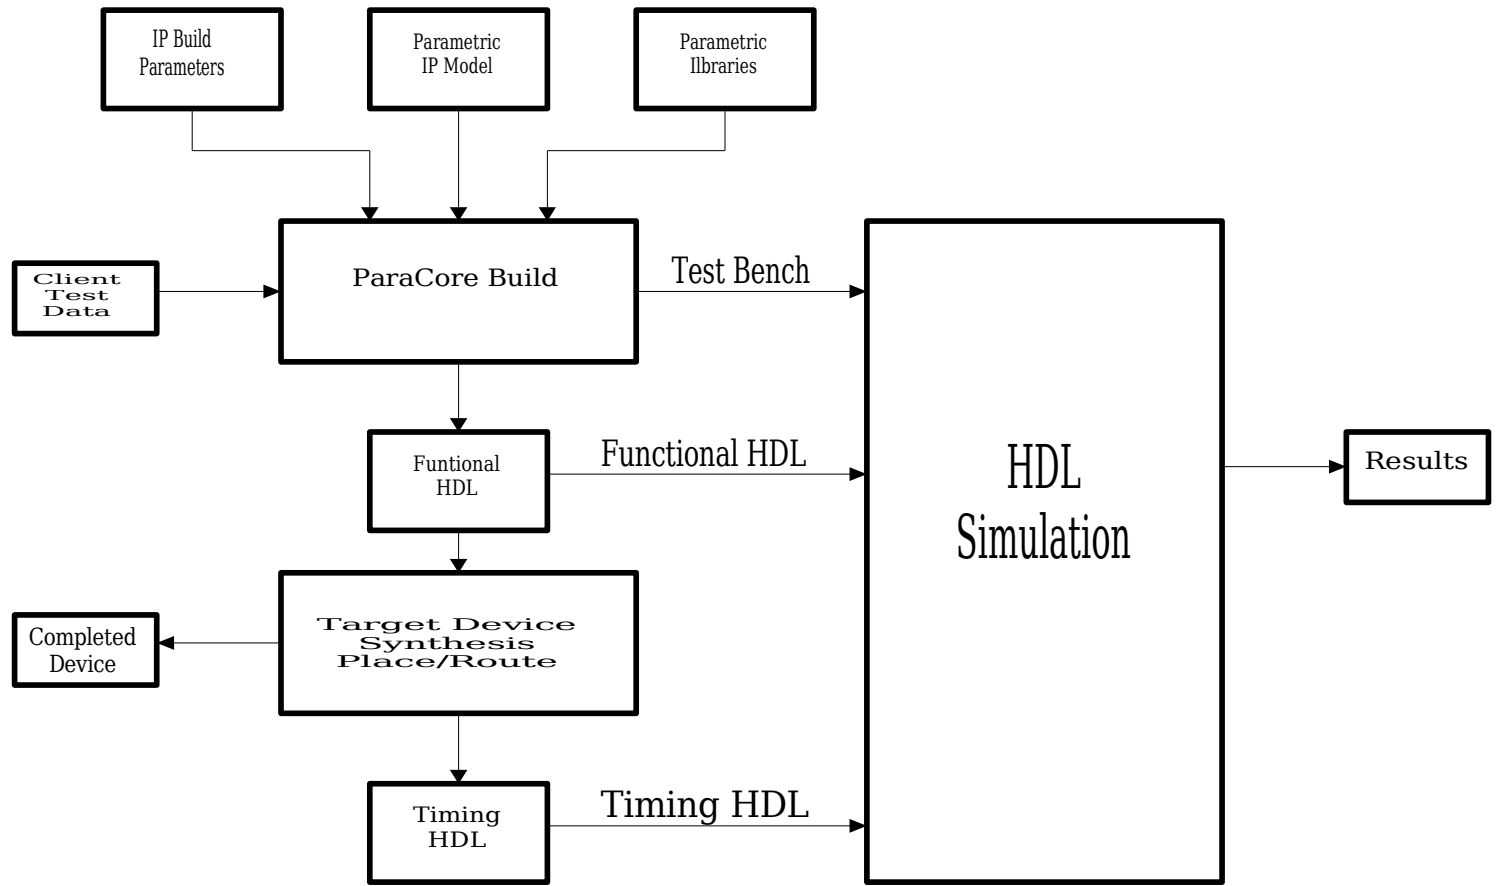 IP Build
Parameters
Parametric
IP Model
Parametric
Ilbraries
Client
Test
Data
ParaCore Build
Test Bench
Funtional
HDL
Functional HDL
HDL
Simulation
Results
Completed
Device
Target Device
Synthesis
Place/Route
Timing
HDL
Timing HDL